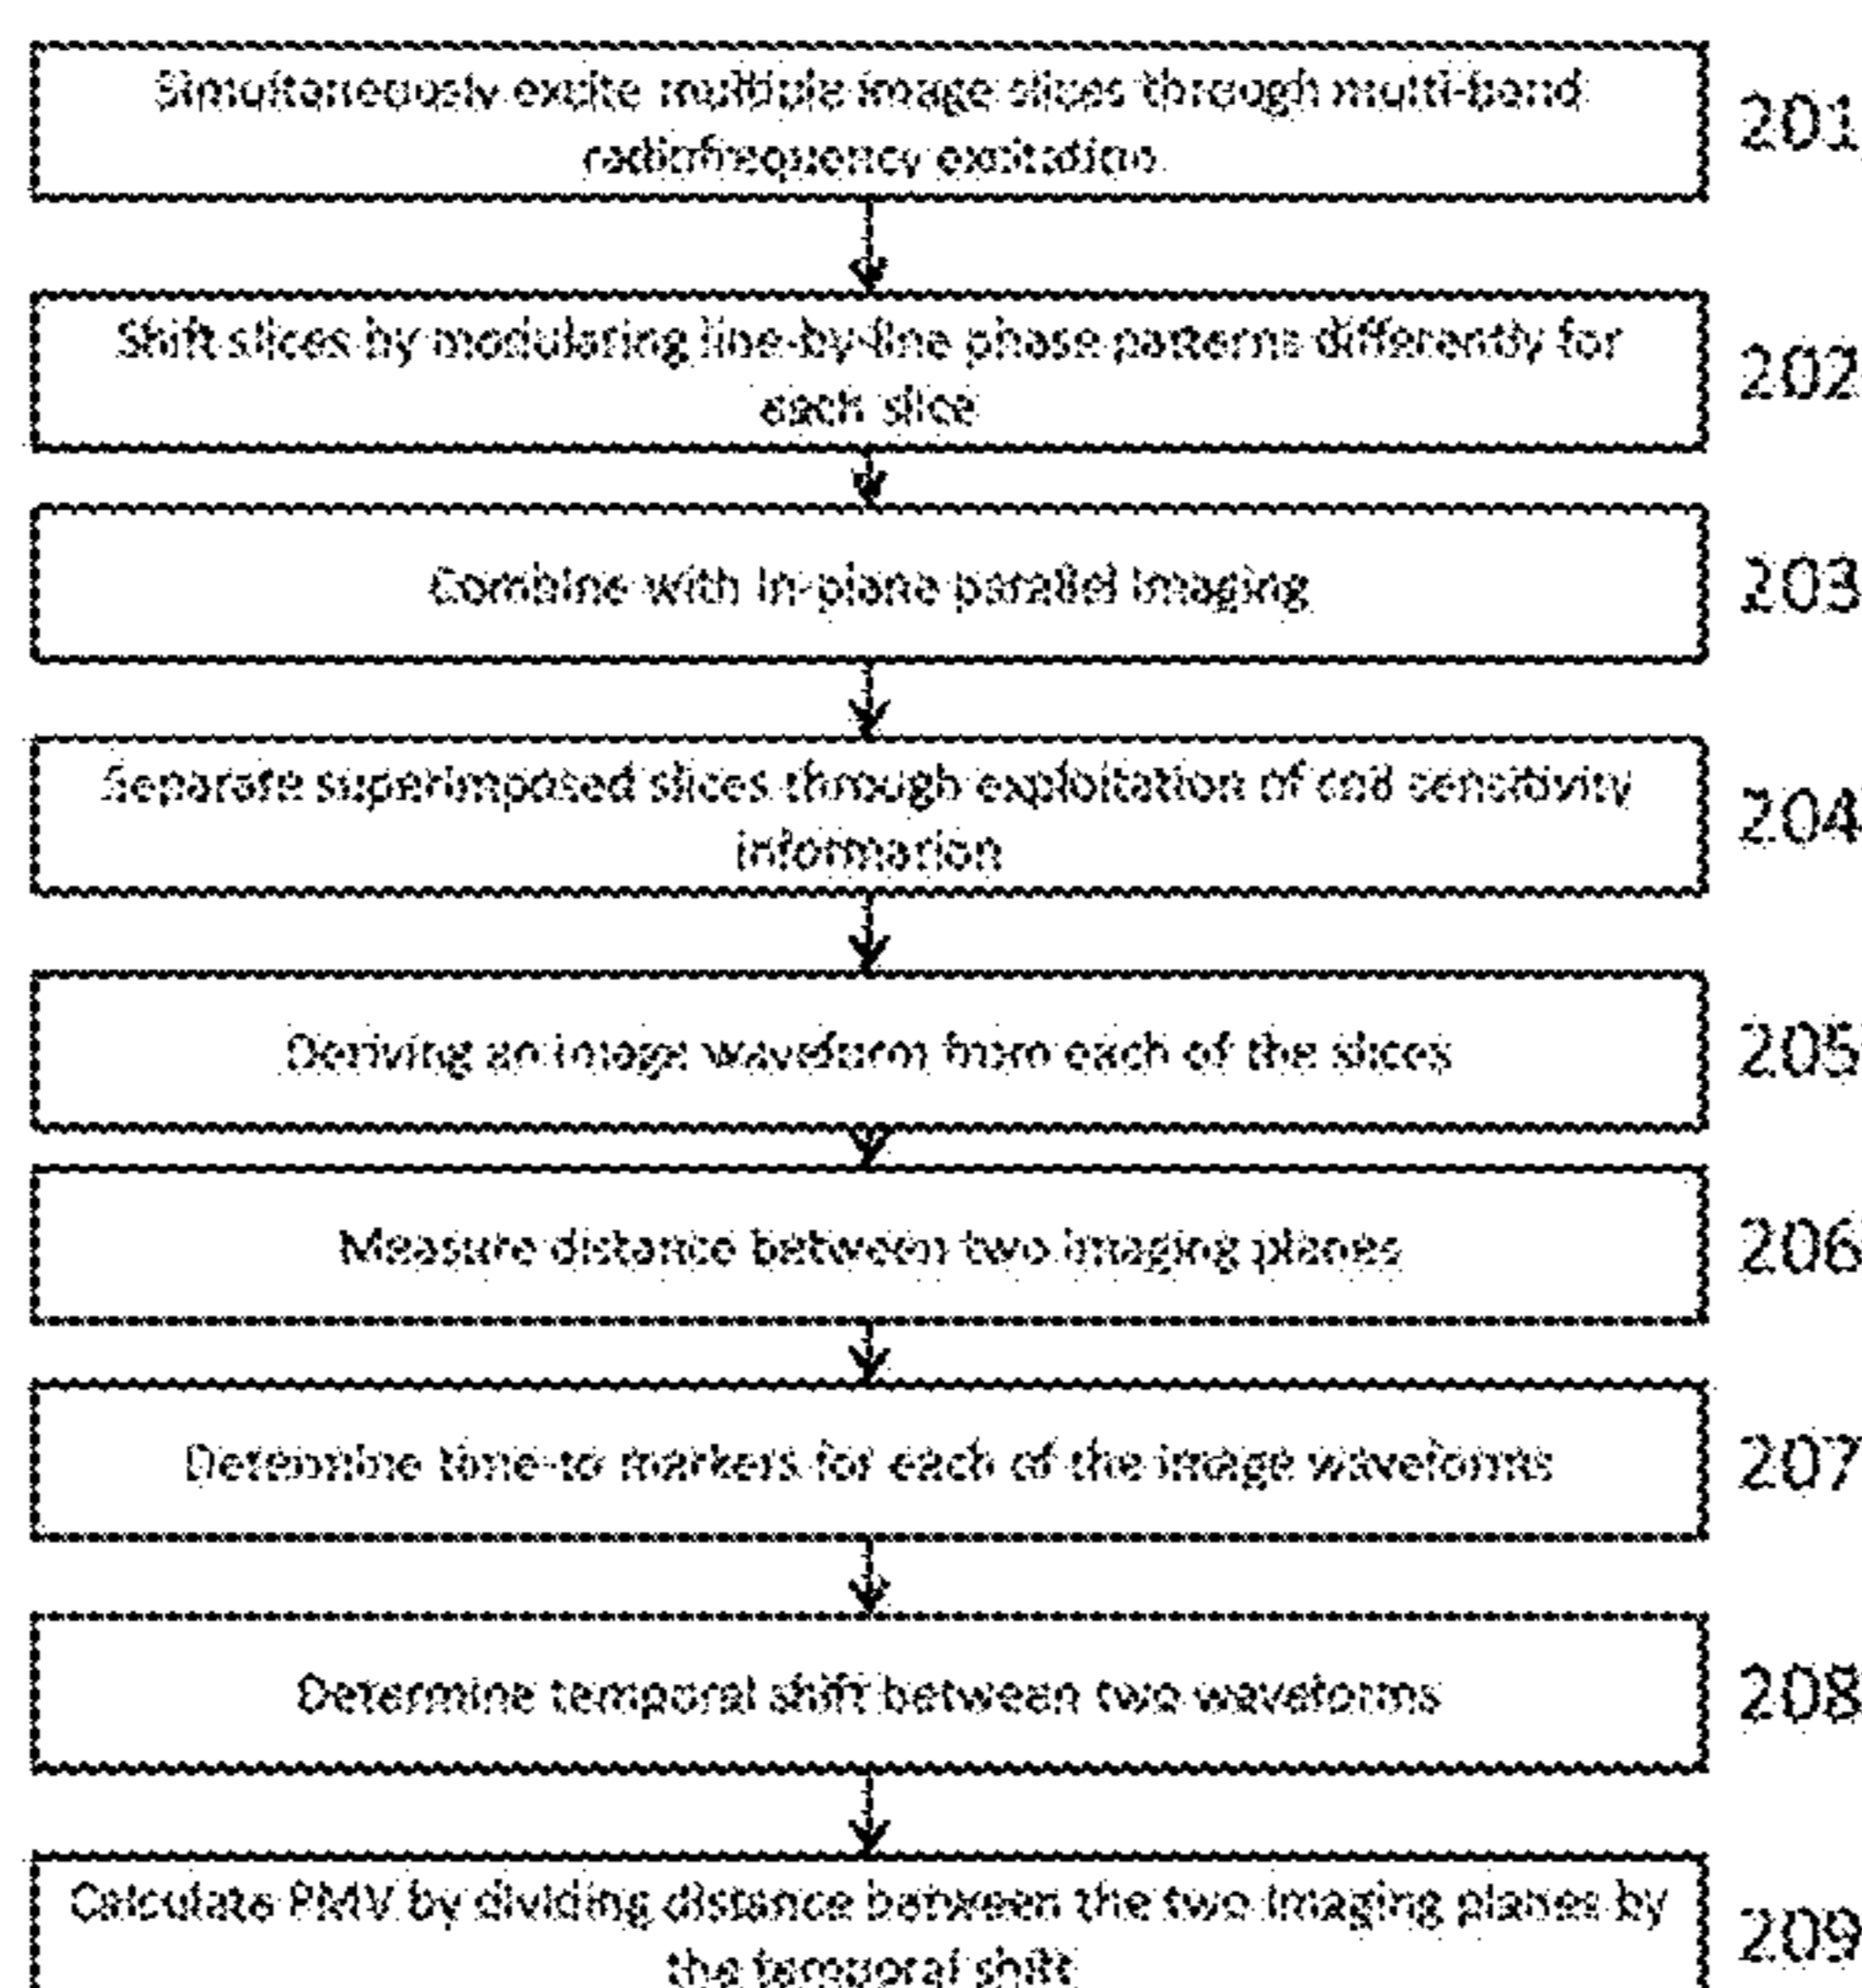 Simultaneously excite multiple image slices through multi-band
radiofrequency excitation.
201
Shift slices by modulating line-by-line phase patterns differently for
each slice
202
Combine with in-plane parallel imaging
203
Separate superimposed slices through exploitation of coil sensitivity
information
204
Deriving an image waveform from each of the slices
205
Measure distance between two imaging planes
206
Determine time-to markers for each of the image waveforms
207
Determine temporal shift between two waveforms
208
Calculate PMV by dividing distance between the two imaging planes by
the temporal shift
209